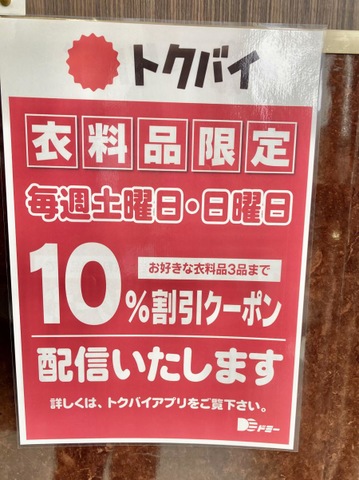 トクバイ
衣料品限定
毎週土曜日・日曜日
お好きな衣料品3品まで
10%割引クーポン
配信いたします
詳しくは、トクバイアプリをご覧下さい。
ドミー